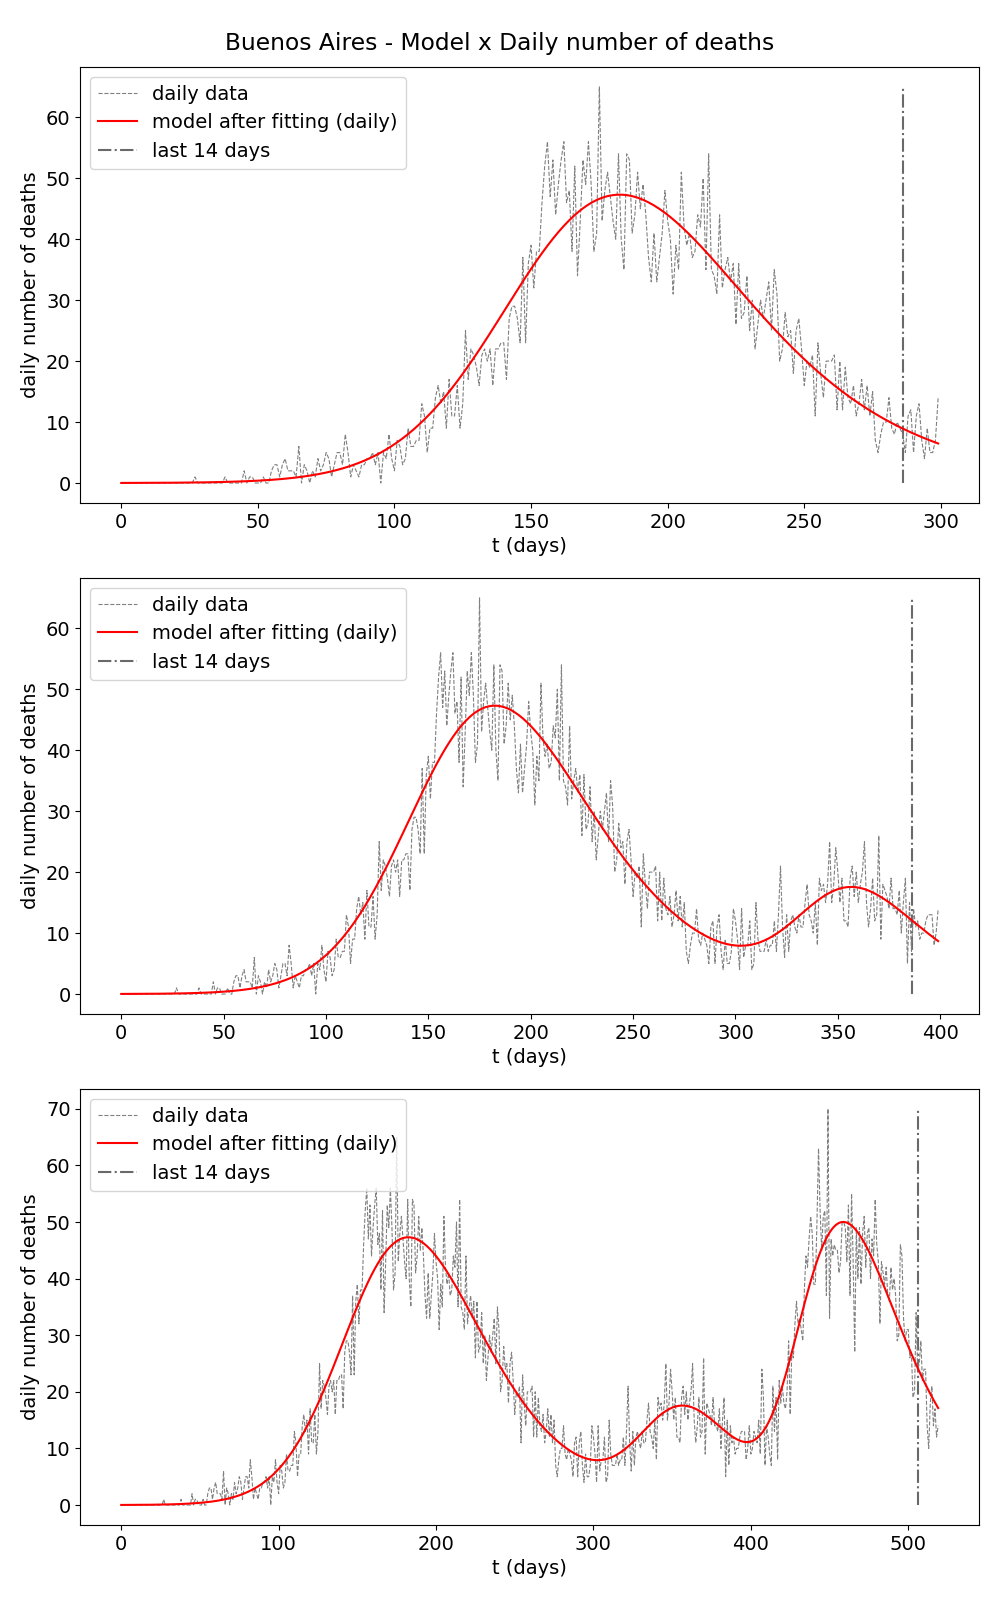 Buenos Aires - Model x Daily number of deaths
daily data
model after fitting (daily)
last 14 days
daily number of deaths
60
50
40
30
20
10
0
0 50 100 150 200 250 300
t (days)
daily data
model after fitting (daily)
last 14 days
daily number of deaths
60
50
40
30
20
10
0
0 50 100 150 200 250 300 350 400
t (days)
daily data
model after fitting (daily)
last 14 days
daily number of deaths
70
60
50
40
30
20
10
0
0 100 200 300 400 500
t (days)